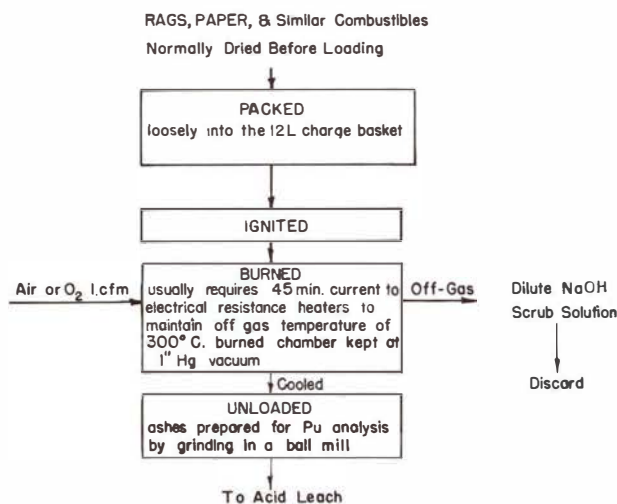 RAGS, PAPER, & Similar Combustibles
Normally Dried Before Loading
PACKED
loosely into the 12L charge basket
IGNITED
Air or O2 1.cfm
BURNED
usually requires 45 min. current to
electrical resistance heaters to
maintain off gas temperature of
300° C. burned chamber kept at
1" Hg vacuum
Off-Gas
Dilute NaOH
Scrub Solution
Discard
Cooled
UNLOADED
ashes prepared for Pu analysis
by grinding in a ball mill
To Acid Leach